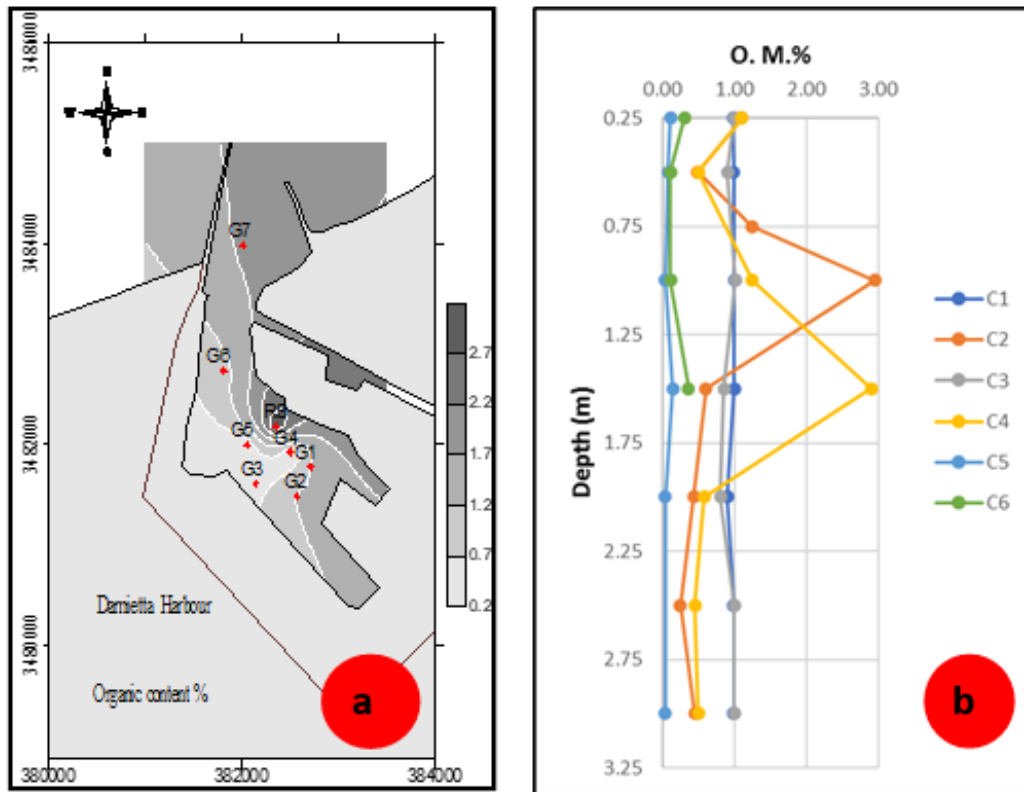 3486000
3484000
3482000
3480000
G7
G6
G5
G4
G1
G3
G2
2.7
2.2
1.7
1.2
0.7
0.2
Damietta Harbour
Organic content %
380000 382000 384000
a
O. M.%
0.00 1.00 2.00 3.00
0.25
0.75
1.25
1.75
2.25
2.75
3.25
Depth (m)
C1
C2
C3
C4
C5
C6
b